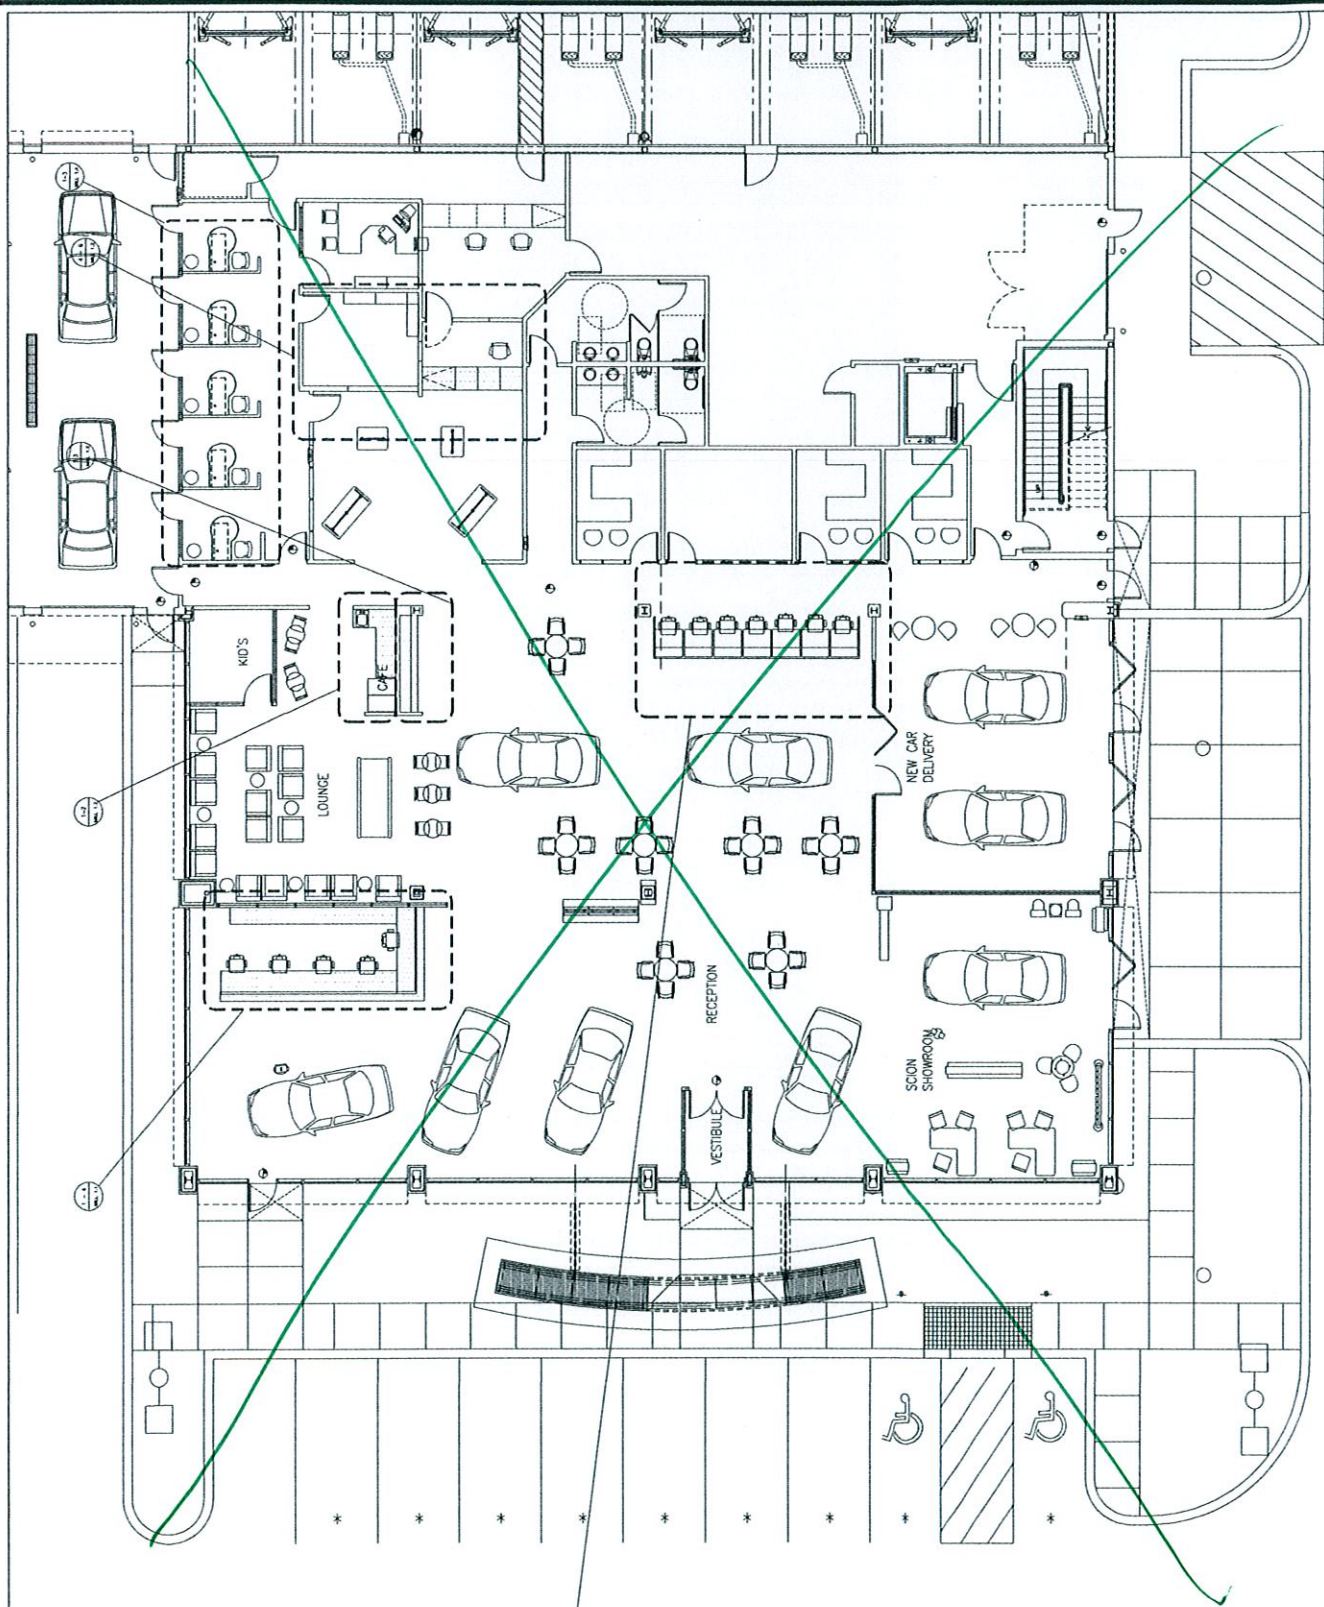 KID'S
CAFE
LOUNGE
NEW CAR
DELIVERY
RECEPTION
SCION
SHOWROOM
VESTIBULE